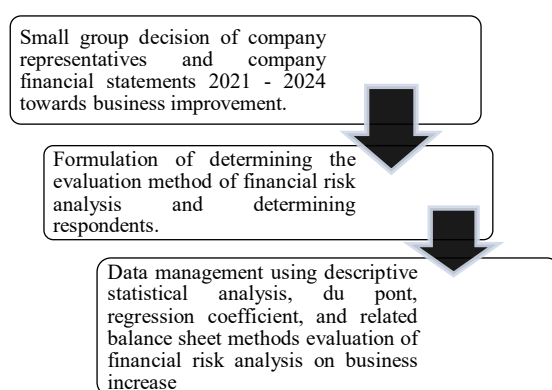 Small group decision of company
representatives and company
financial statements 2021 - 2024
towards business improvement.
Formulation of determining the
evaluation method of financial risk
analysis and determining
respondents.
Data management using descriptive
statistical analysis, du pont,
regression coefficient, and related
balance sheet methods evaluation of
financial risk analysis on business
increase